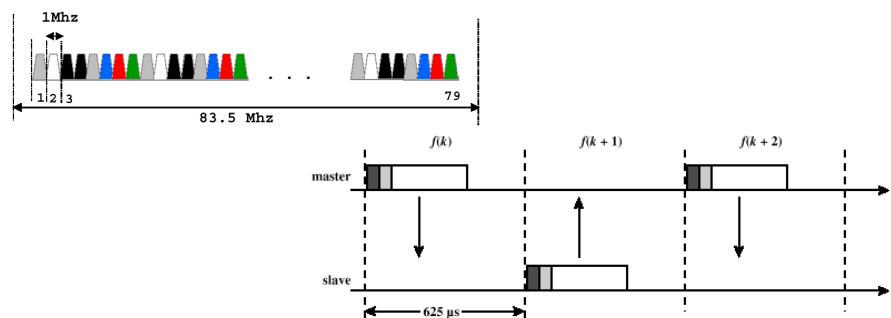 1Mhz
1 2 3
. . .
79
83.5 Mhz
f(k) f(k + 1) f(k + 2)
master
slave
625 μs